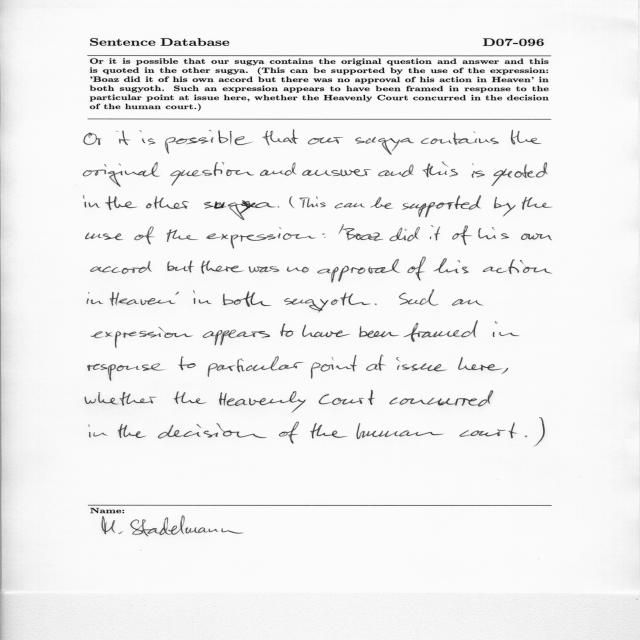 Sentence Database D07-096
Or it is possible that our sugya contains the original question and answer and this
is quoted in the other sugya. (This can be supported by the use of the expression:
'Boaz did it of his own accord but there was no approval of his action in Heaven' in
both sugyoth. Such an expression appears to have been framed in response to the
particular point at issue here, whether the Heavenly Court concurred in the decision
of the human court.)
Or it is possible that our sugya contains the
original question and answer and this is quoted
in the other sugya. (This can be supported by the
use of the expression: 'Boaz did it of his own
accord but there was no approval of his action
in Heaven' in both sugyoth. Such an
expression appears to have been framed in
response to particular point at issue here,
whether the Heavenly Court concurred
in the decision of the human court.)
Name:
M. Stadelmann